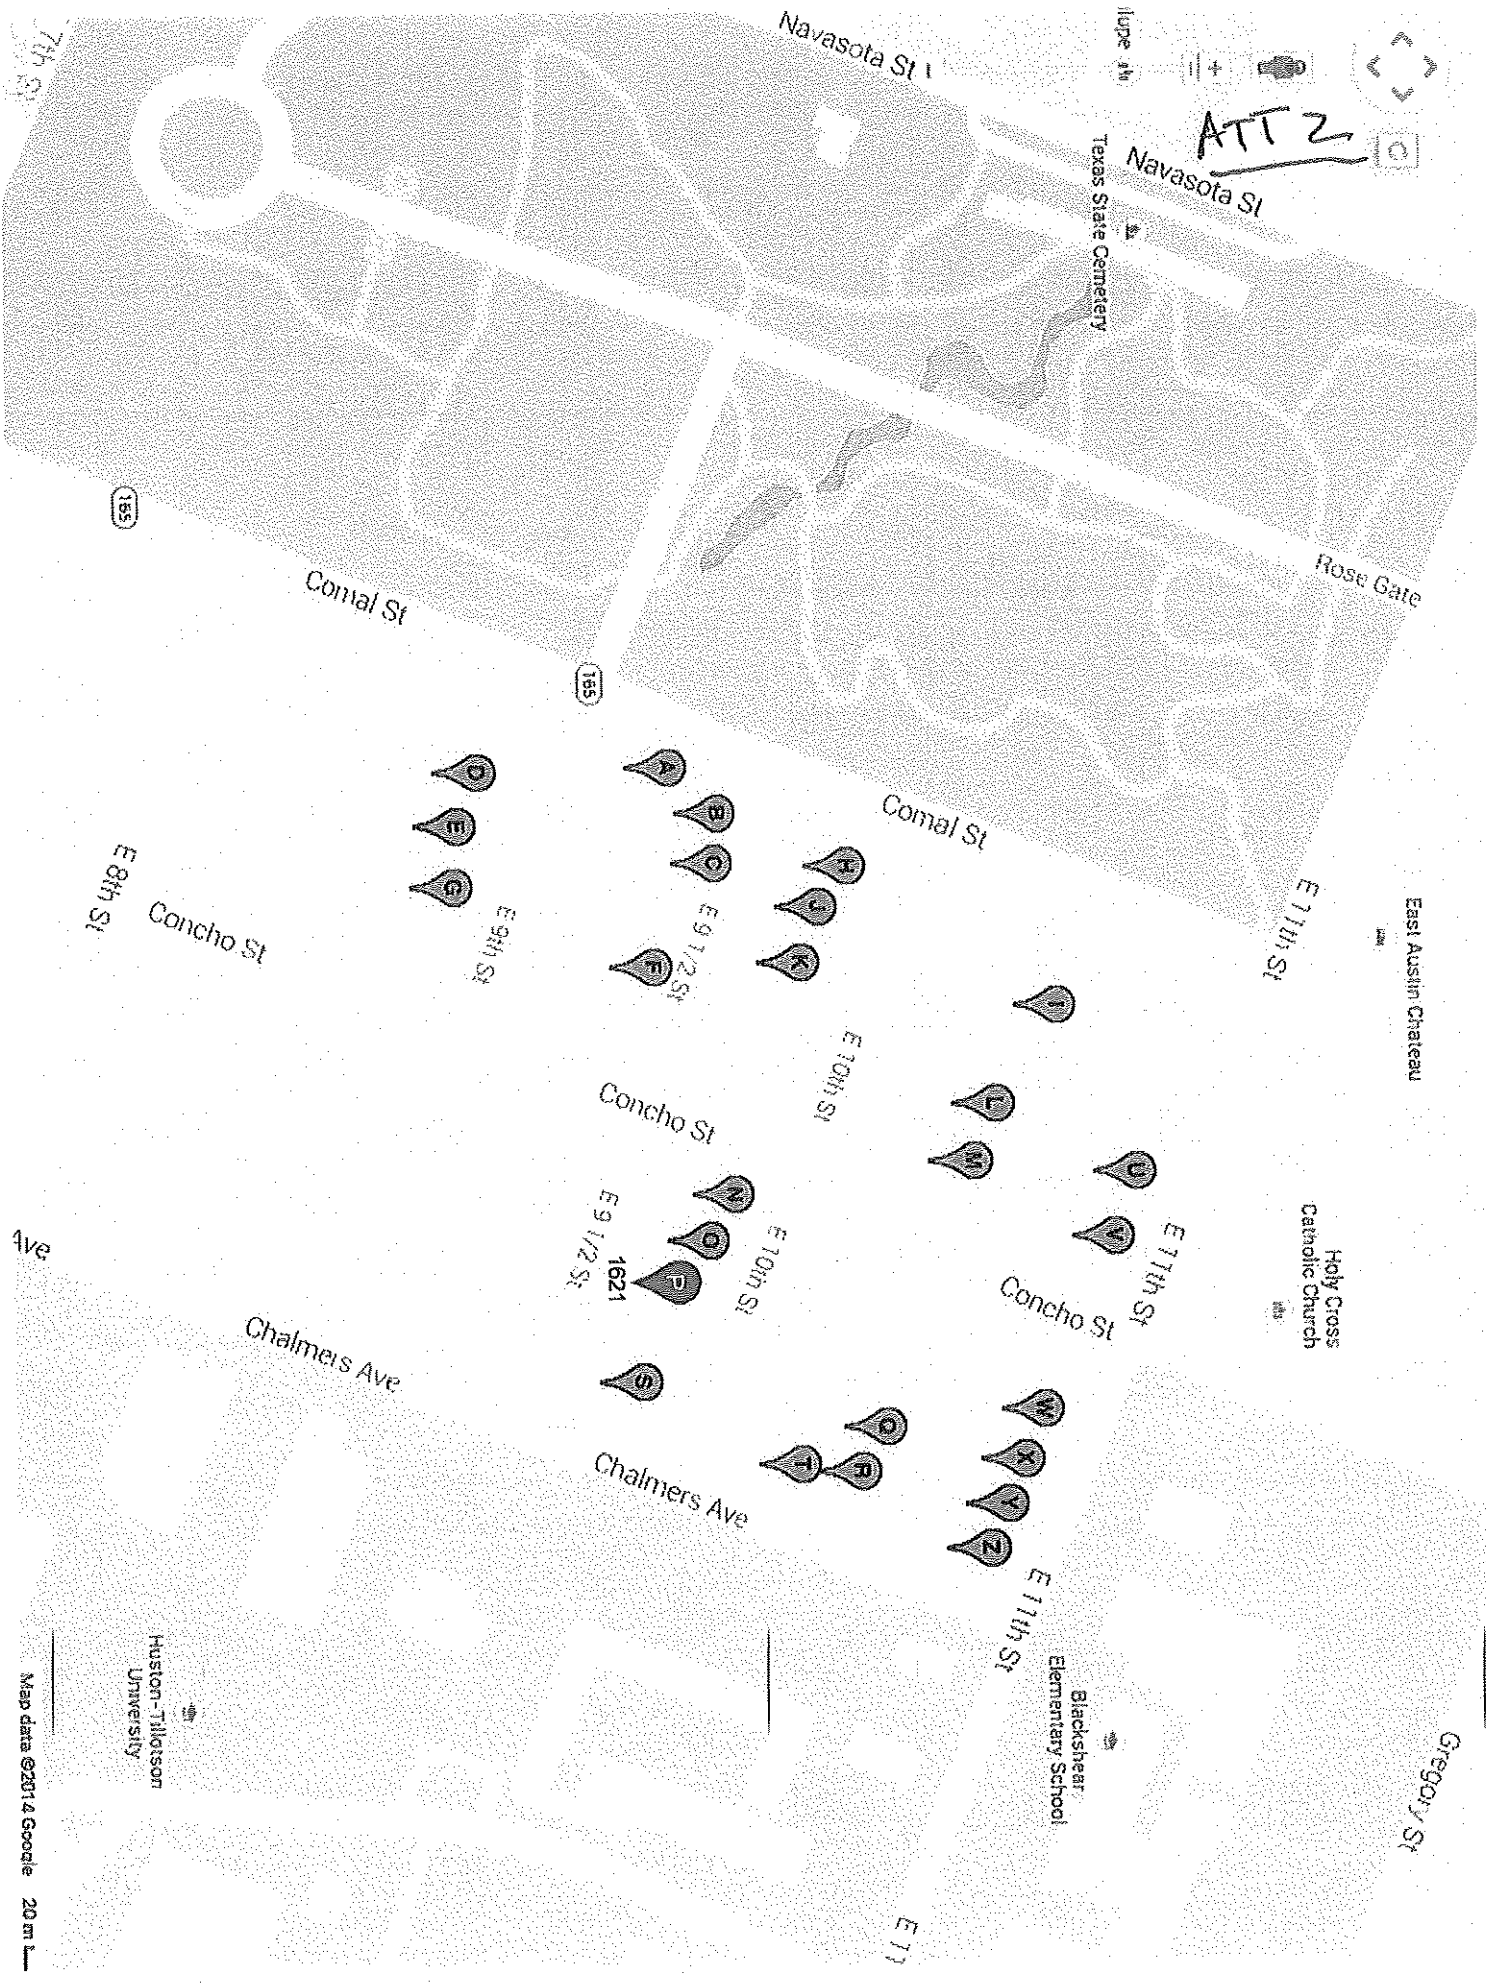 ATT 2
Navasota St
Navasota St
Texas State Cemetery
7th St
Rose Gate
165
Comal St
165
Comal St
E 11th St
East Austin Chateau
D
A
B
E
C
H
G
J
E 8th St
Concho St
E 9th St
F
E 9 1/2 St
K
I
E 10th St
Concho St
L
M
U
N
V
E 11th St
Holy Cross
Catholic Church
O
E 10th St
E 9 1/2 St
1621
P
Concho St
Ave
Chalmers Ave
S
W
Q
X
T
R
Y
Chalmers Ave
Z
E 11th St
Huston-Tillotson
University
Blackshear
Elementary School
Gregory St
E 11
Map data ©2014 Google
20 m